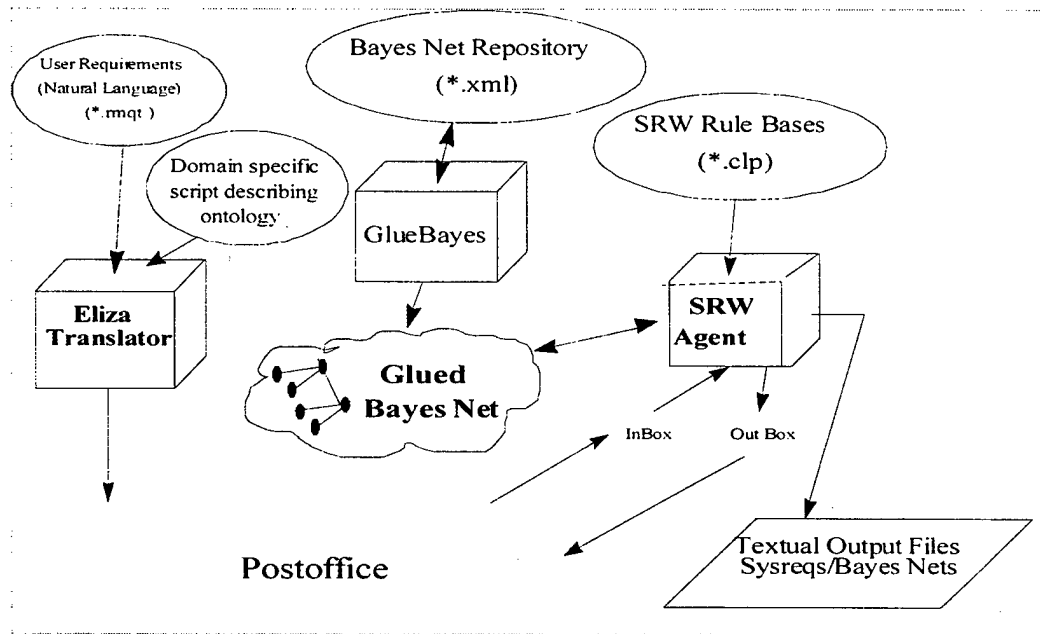 User Requirements
(Natural Language)
(*.rmqt )
Bayes Net Repository
(*.xml)
SRW Rule Bases
(*.clp)
Domain specific
script describing
ontology
GlueBayes
Eliza
Translator
SRW
Agent
Glued
Bayes Net
InBox
Out Box
Postoffice
Textual Output Files
Sysreqs/Bayes Nets